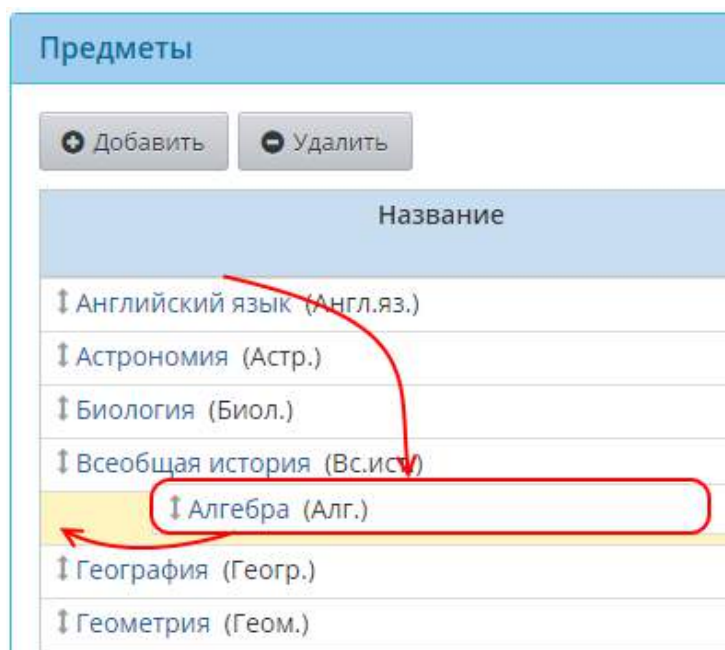 Предметы
Добавить Удалить
Название
Английский язык (Англ.яз.)
Астрономия (Астр.)
Биология (Биол.)
Всеобщая история (Вс.ист.)
Алгебра (Алг.)
География (Геогр.)
Геометрия (Геом.)